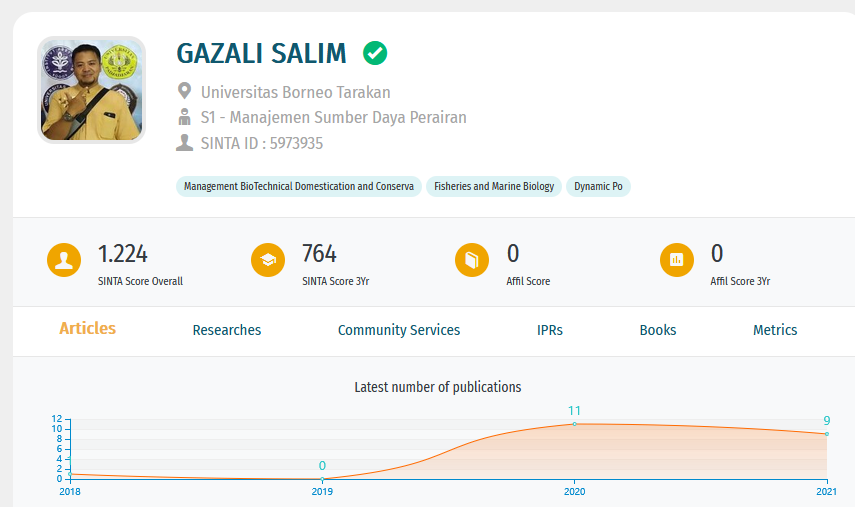 GAZALI SALIM
Universitas Borneo Tarakan
S1 - Manajemen Sumber Daya Perairan
SINTA ID : 5973935
Management BioTechnical Domestication and Conserva Fisheries and Marine Biology Dynamic Po
1.224 764 0 0
SINTA Score Overall SINTA Score 3Yr Affil Score Affil Score 3Yr
Articles Researches Community Services IPRs Books Metrics
Latest number of publications
11
12
9
10
8
6
0
4
2
0
2018 2019 2020 2021